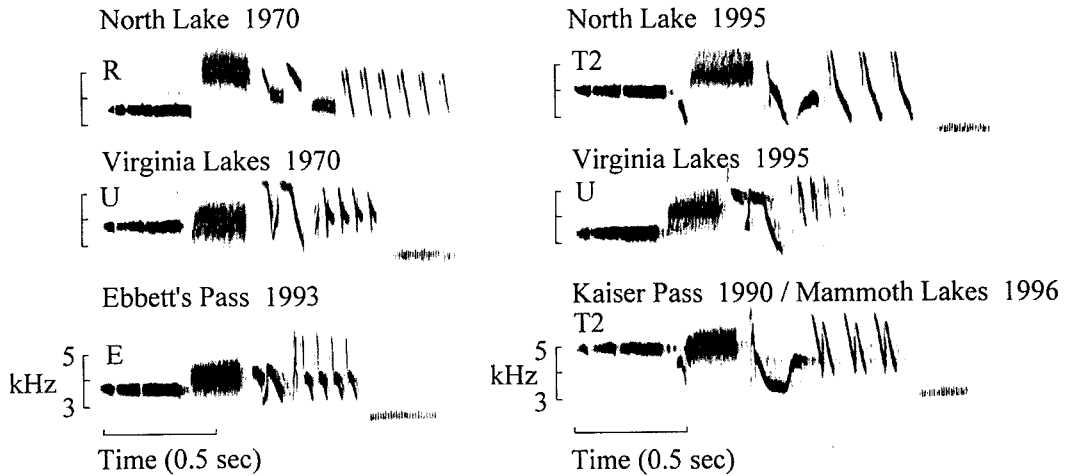 North Lake 1970
R
North Lake 1995
T2
Virginia Lakes 1970
U
Virginia Lakes 1995
U
Ebbett's Pass 1993
E
5
kHz
3
Time (0.5 sec)
Kaiser Pass 1990 / Mammoth Lakes 1996
T2
5
kHz
3
Time (0.5 sec)